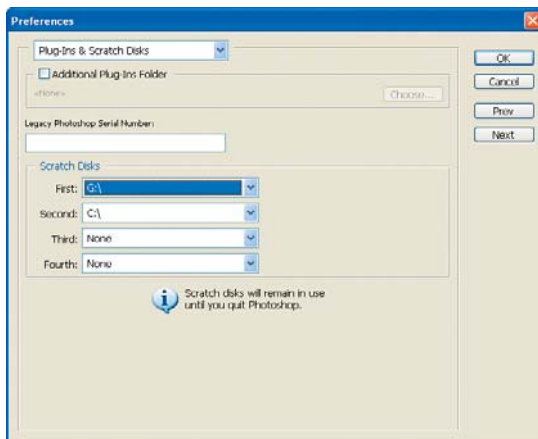 Preferences
Plug-Ins & Scratch Disks
OK
Cancel
Prev
Next
Additional Plug-Ins Folder
<None>
Choose...
Legacy Photoshop Serial Number:
Scratch Disks
First: G:\
Second: C:\
Third: None
Fourth: None
Scratch disks will remain in use
until you quit Photoshop.